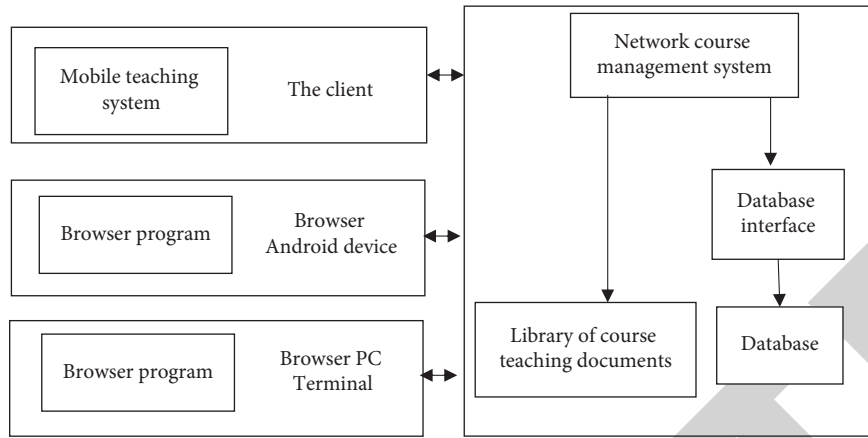 Mobile teaching
system
The client
Browser program
Browser
Android device
Browser program
Browser PC
Terminal
Network course
management system
Database
interface
Library of course
teaching documents
Database